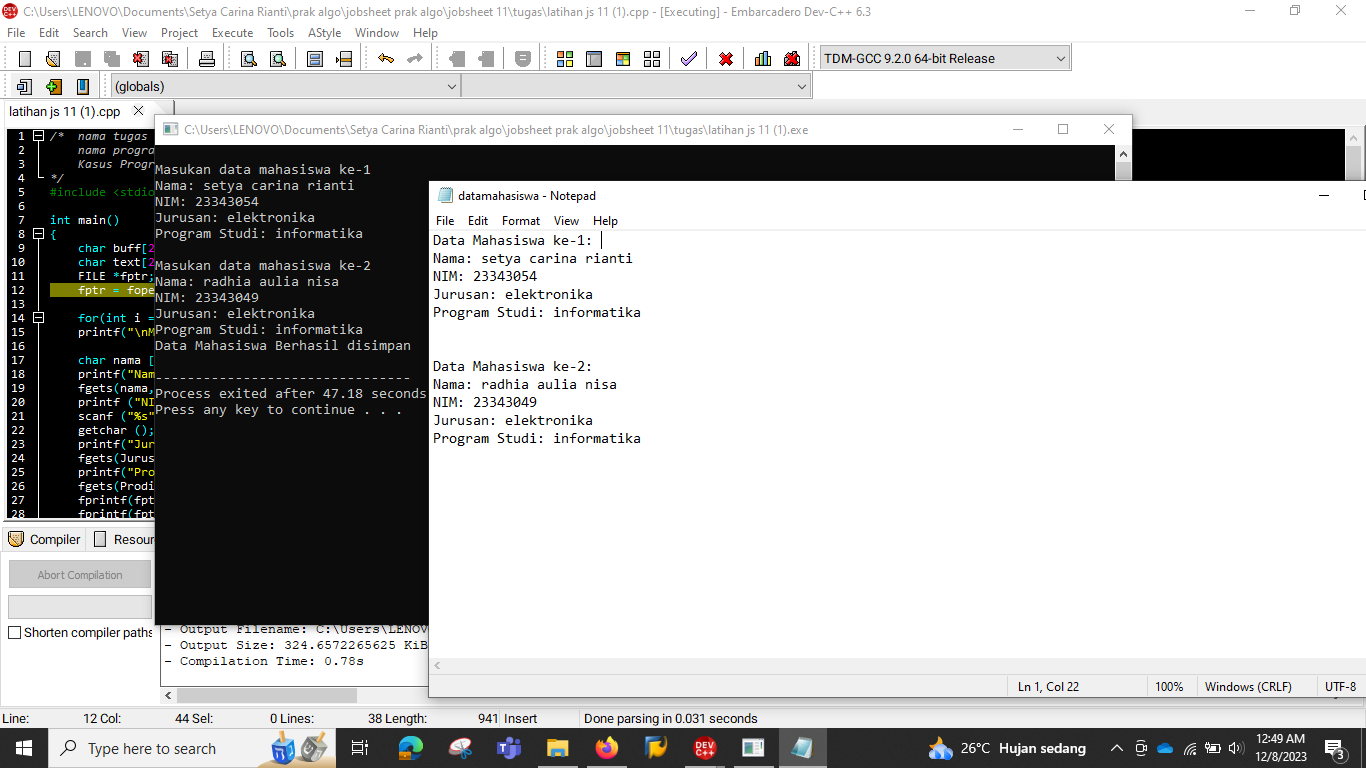 C:\Users\LENOVO\Documents\Setya Carina Rianti\prak algo\jobsheet prak algo\jobsheet 11\tugas\latihan js 11 (1).cpp - [Executing] - Embarcadero Dev-C++ 6.3
File Edit Search View Project Execute Tools AStyle Window Help
TDM-GCC 9.2.0 64-bit Release
(globals)
latihan js 11 (1).cpp
1 /* nama tugas
2 nama progra
3 Kasus Progr
4 */
5 #include <stdio
6
7 int main()
8 {
9 char buff[2
10 char text[2
11 FILE *fptr;
12 fptr = fope
13
14 for(int i =
15 printf("\nM
16
17 char nama [
18 printf("Nam
19 fgets(nama,
20 printf ("NI
21 scanf ("%s"
22 getchar ();
23 printf("Jur
24 fgets(Jurus
25 printf("Pro
26 fgets(Prodi
27 fprintf(fpt
28 fprintf(fpt
C:\Users\LENOVO\Documents\Setya Carina Rianti\prak algo\jobsheet prak algo\jobsheet 11\tugas\latihan js 11 (1).exe
Masukan data mahasiswa ke-1
Nama: setya carina rianti
NIM: 23343054
Jurusan: elektronika
Program Studi: informatika
Masukan data mahasiswa ke-2
Nama: radhia aulia nisa
NIM: 23343049
Jurusan: elektronika
Program Studi: informatika
Data Mahasiswa Berhasil disimpan
--------------------------------
Process exited after 47.18 seconds
Press any key to continue . . .
datamahasiswa - Notepad
File Edit Format View Help
Data Mahasiswa ke-1:
Nama: setya carina rianti
NIM: 23343054
Jurusan: elektronika
Program Studi: informatika
Data Mahasiswa ke-2:
Nama: radhia aulia nisa
NIM: 23343049
Jurusan: elektronika
Program Studi: informatika
Ln 1, Col 22 100% Windows (CRLF) UTF-8
Compiler Resour
Abort Compilation
Shorten compiler paths
- Output Filename: C:\Users\LENOV
- Output Size: 324.6572265625 KiB
- Compilation Time: 0.78s
Line: 12 Col: 44 Sel: 0 Lines: 38 Length: 941 Insert Done parsing in 0.031 seconds
Type here to search
DEV C++
26°C Hujan sedang
12:49 AM
12/8/2023
3